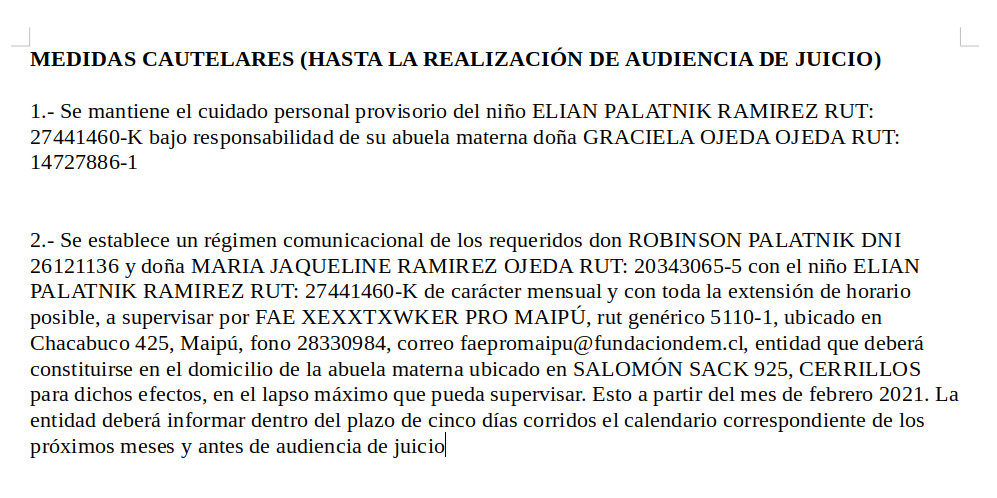 MEDIDAS CAUTELARES (HASTA LA REALIZACIÓN DE AUDIENCIA DE JUICIO)
1.- Se mantiene el cuidado personal provisorio del niño ELIAN PALATNIK RAMIREZ RUT:
27441460-K bajo responsabilidad de su abuela materna doña GRACIELA OJEDA OJEDA RUT:
14727886-1
2.- Se establece un régimen comunicacional de los requeridos don ROBINSON PALATNIK DNI
26121136 y doña MARIA JAQUELINE RAMIREZ OJEDA RUT: 20343065-5 con el niño ELIAN
PALATNIK RAMIREZ RUT: 27441460-K de carácter mensual y con toda la extensión de horario
posible, a supervisar por FAE XEXXTXWKER PRO MAIPÚ, rut genérico 5110-1, ubicado en
Chacabuco 425, Maipú, fono 28330984, correo faepromaipu@fundaciondem.cl, entidad que deberá
constituirse en el domicilio de la abuela materna ubicado en SALOMÓN SACK 925, CERRILLOS
para dichos efectos, en el lapso máximo que pueda supervisar. Esto a partir del mes de febrero 2021. La
entidad deberá informar dentro del plazo de cinco días corridos el calendario correspondiente de los
próximos meses y antes de audiencia de juicio